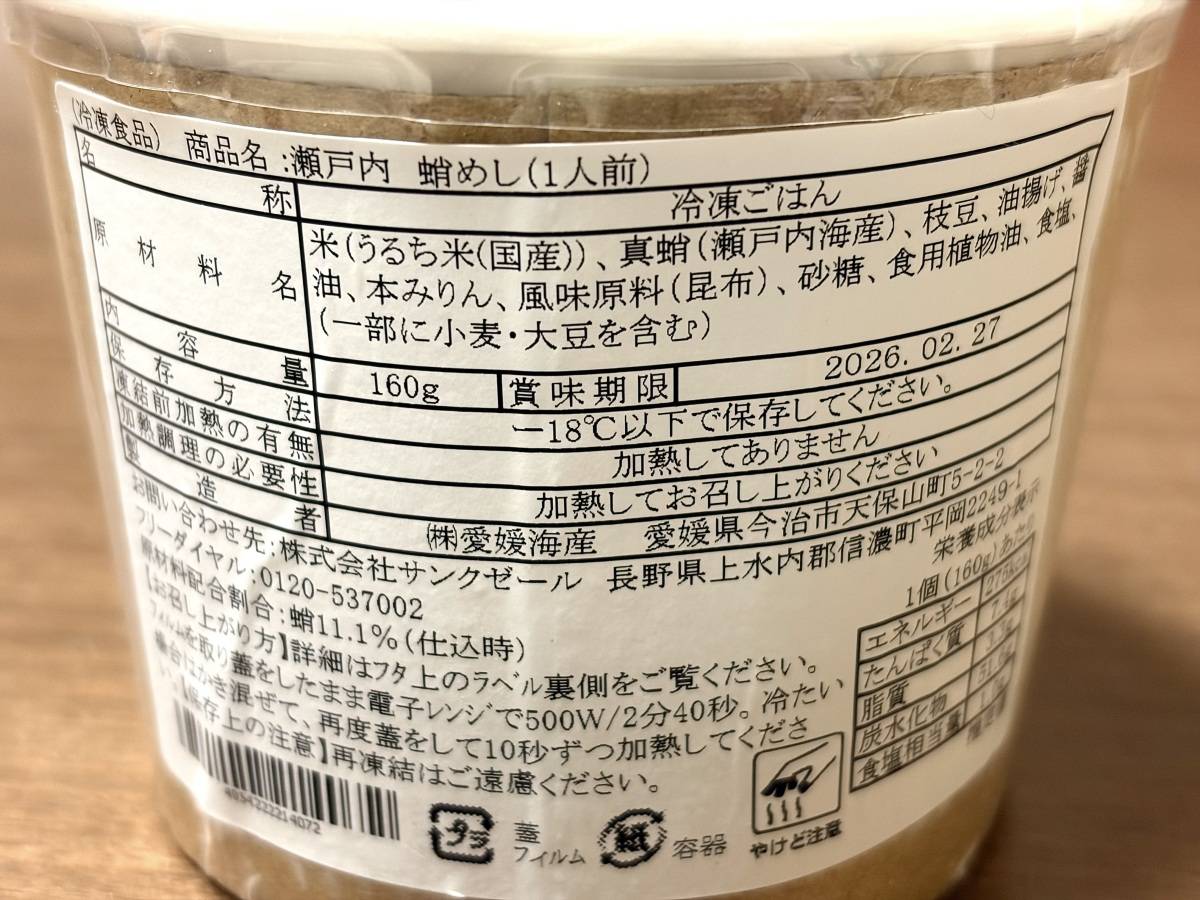 (冷凍食品) 商品名:瀬戸内 蛸めし(1人前)
名称 冷凍ごはん
原材料名 米(うるち米(国産))、真蛸(瀬戸内海産)、枝豆、油揚げ、醤
油、本みりん、風味原料(昆布)、砂糖、食用植物油、食塩、
(一部に小麦・大豆を含む)
内容量 160g 賞味期限 2026.02.27
保存方法 -18℃以下で保存してください。
凍結前加熱の有無 加熱してありません
加熱調理の必要性 加熱してお召し上がりください
製造者 ㈱愛媛海産 愛媛県今治市天保山町5-2-2
お問い合わせ先:株式会社サンクゼール 長野県上水内郡信濃町平岡2249-1
フリーダイヤル:0120-537002
原材料配合割合:蛸11.1%(仕込時)
【お召し上がり方】詳細はフタ上のラベル裏側をご覧ください。
フィルムを取り蓋をしたまま電子レンジで500W/2分40秒。冷たい
場合はかき混ぜて、再度蓋をして10秒ずつ加熱してくださ
【保存上の注意】再凍結はご遠慮ください。
栄養成分表示
1個(160g)あたり
エネルギー 275kcal
たんぱく質 7.1g
脂質
炭水化物
食塩相当量
4934222214072
プラ 蓋 フィルム
紙 容器
やけど注意